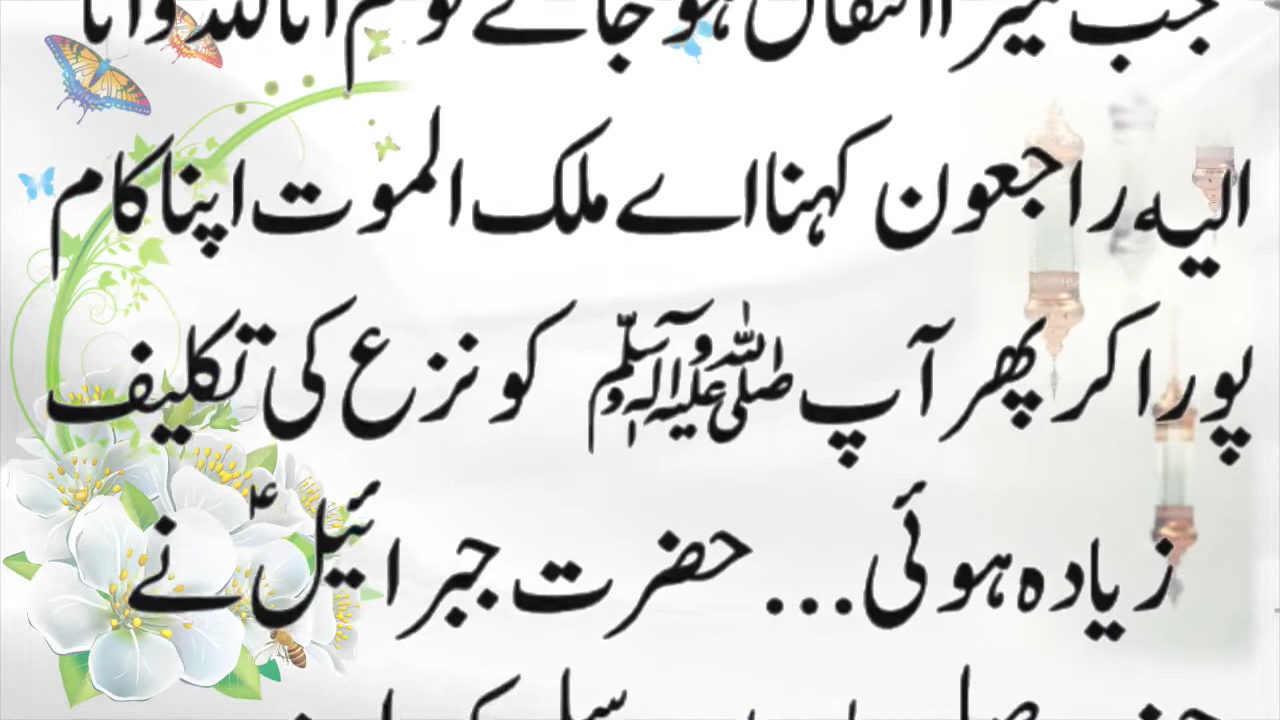 جب میرا انتقال ہو جائے تو تم انا للہ وانا
الیہ راجعون کہنا اے ملک الموت اپنا کام
پورا کر پھر آپ ﷺ کو نزع کی تکلیف
زیادہ ہوئی... حضرت جبرائیلؑ نے